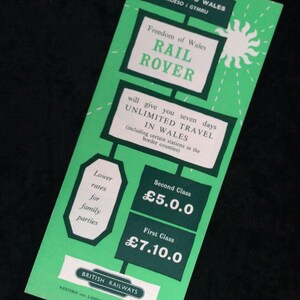 WALES
I GYMRU
Freedom of Wales
RAIL
ROVER
will give you seven days
UNLIMITED TRAVEL
IN WALES
(including certain stations in the
border counties)
Lower
rates
for
family
parties
Second Class
£5.0.0
First Class
£7.10.0
BRITISH RAILWAYS